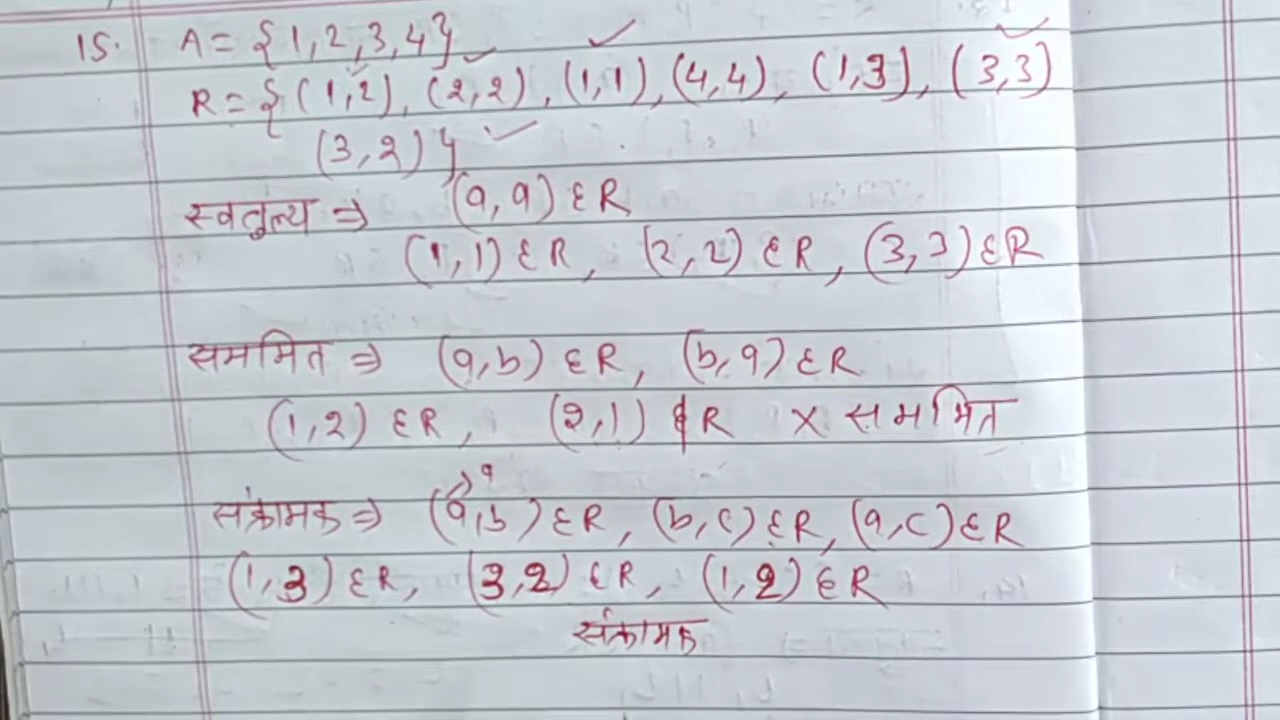 15. A = {1,2,3,4}
R = {(1,2), (2,2), (1,1), (4,4), (1,3), (3,3)
(3,2)}
स्वतुल्य ⇒ (a,a) ∈ R
(1,1) ∈ R, (2,2) ∈ R, (3,3) ∈ R
सममित ⇒ (a,b) ∈ R, (b,a) ∈ R
(1,2) ∈ R, (2,1) ∉ R × सममित
संक्रामक ⇒ (a,b) ∈ R, (b,c) ∈ R, (a,c) ∈ R
(1,3) ∈ R, (3,2) ∈ R, (1,2) ∈ R
संक्रामक